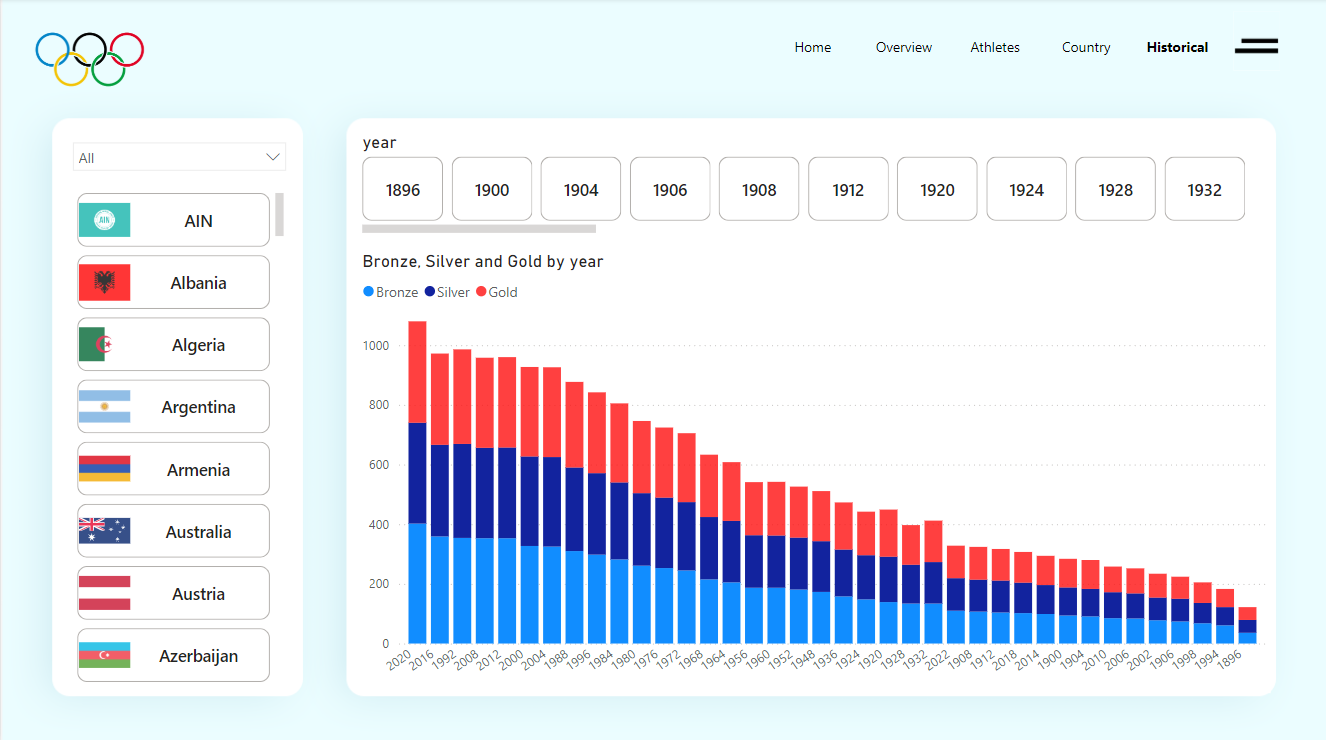 Home Overview Athletes Country Historical
All
AIN
AIN
Albania
Algeria
Argentina
Armenia
Australia
Austria
Azerbaijan
year
1896 1900 1904 1906 1908 1912 1920 1924 1928 1932
Bronze, Silver and Gold by year
Bronze Silver Gold
1000
800
600
400
200
0
2020 2016 1992 2008 2012 2000 2004 1988 1996 1984 1980 1976 1972 1968 1964 1956 1960 1952 1948 1936 1924 1920 1928 1932 2022 1908 1912 2018 2014 1900 1904 2010 2006 2002 1906 1998 1994 1896